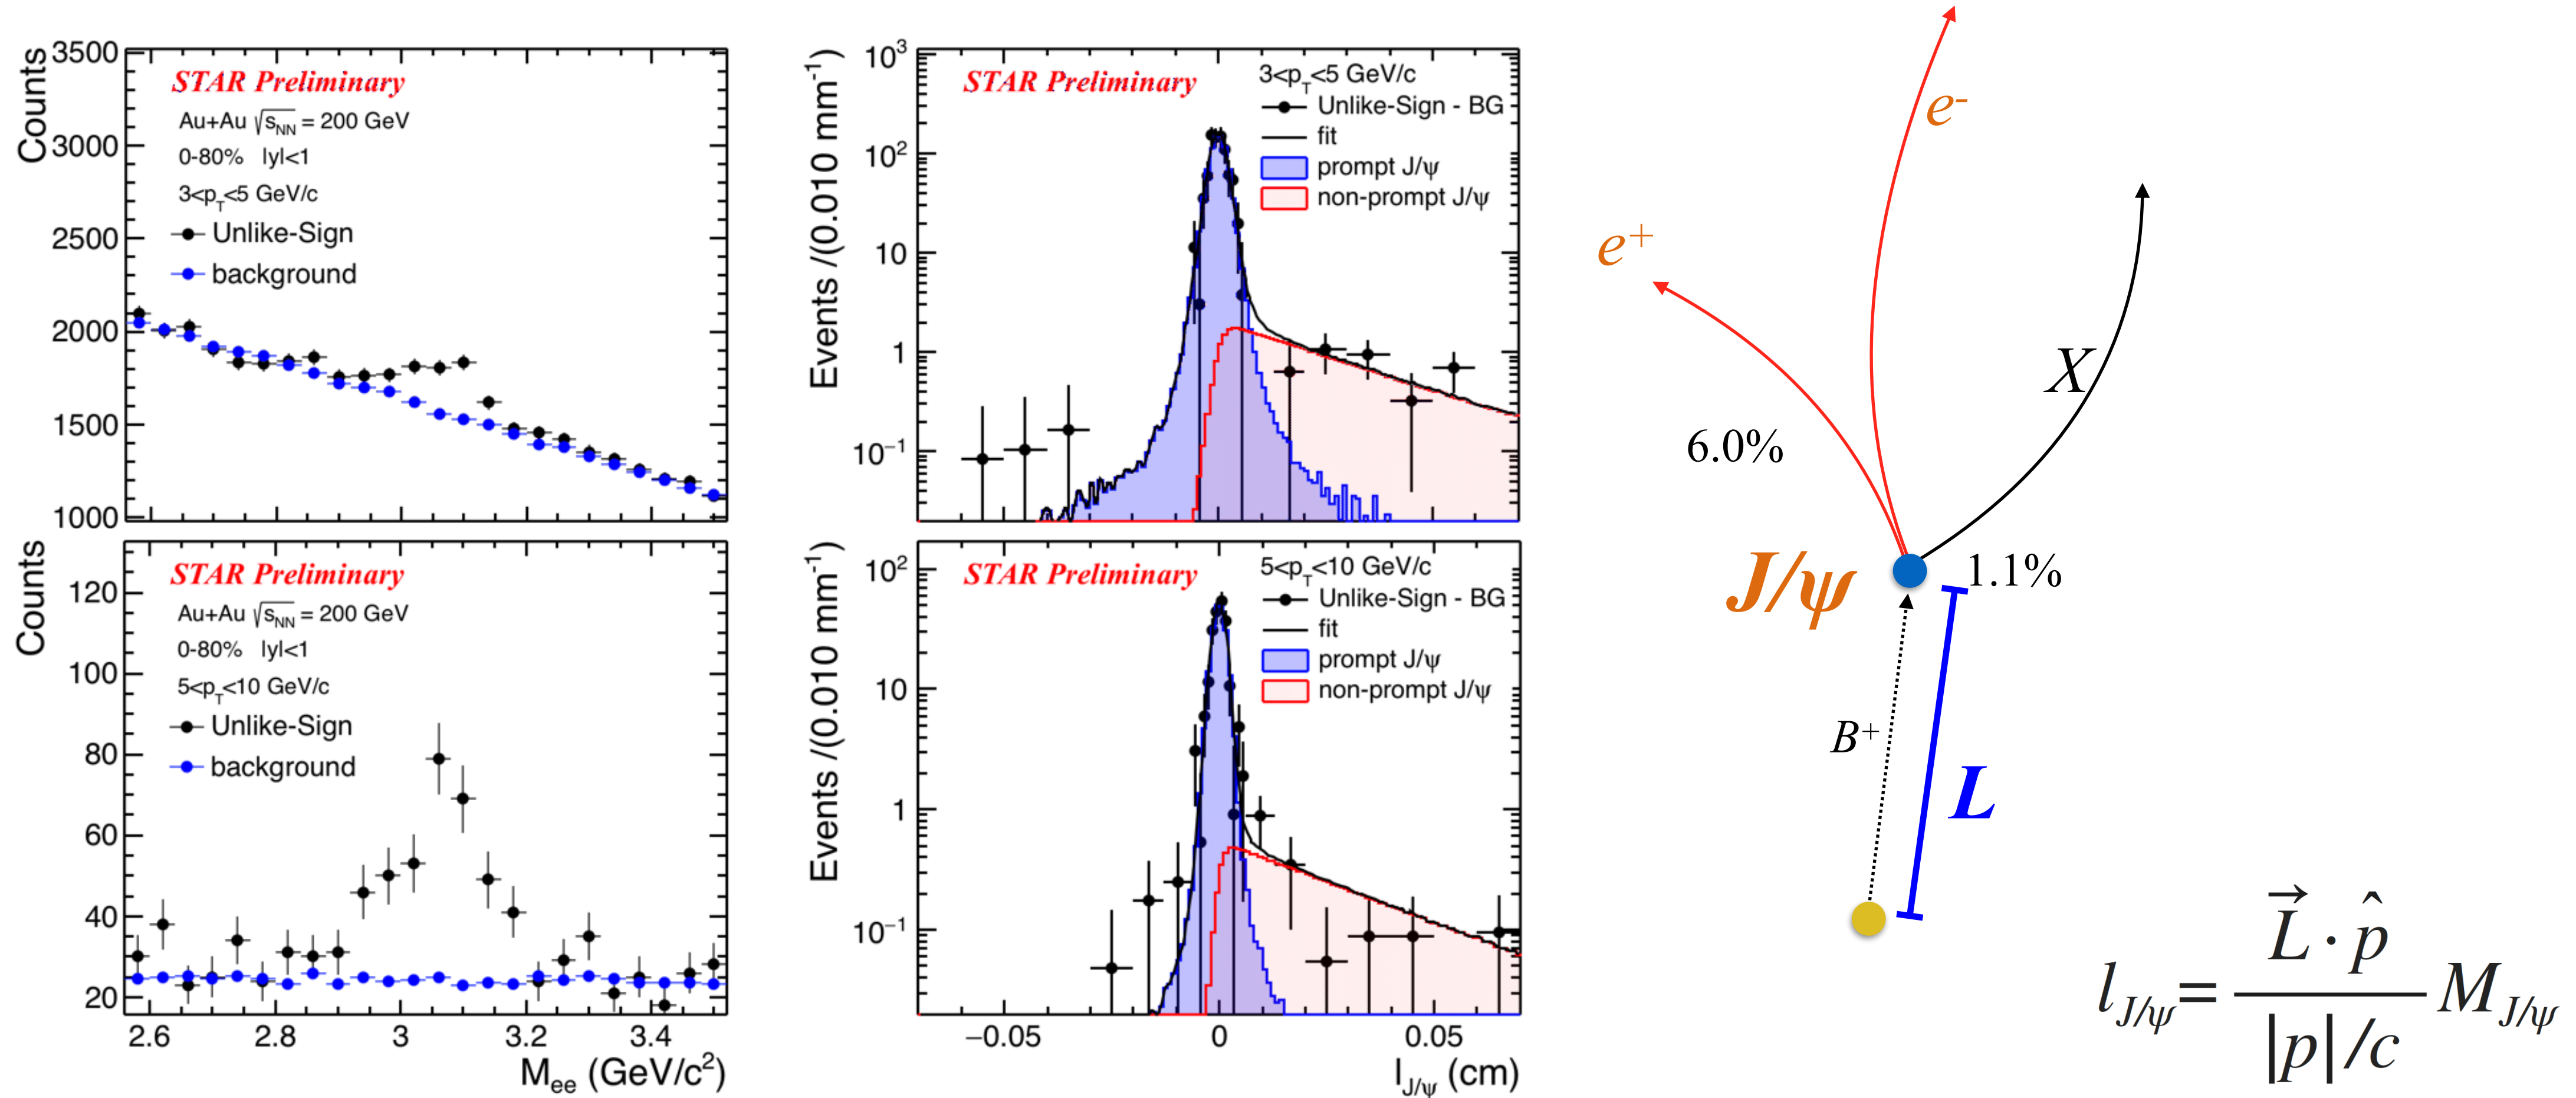 Counts
3500
3000
2500
2000
1500
1000
STAR Preliminary
Au+Au √sNN = 200 GeV
0-80% |y|<1
3<pT<5 GeV/c
Unlike-Sign
background
Counts
120
100
80
60
40
20
STAR Preliminary
Au+Au √sNN = 200 GeV
0-80% |y|<1
5<pT<10 GeV/c
Unlike-Sign
background
2.6 2.8 3 3.2 3.4
Mee (GeV/c²)
Events /(0.010 mm⁻¹)
10³
10²
10
1
10⁻¹
STAR Preliminary
3<pT<5 GeV/c
Unlike-Sign - BG
fit
prompt J/ψ
non-prompt J/ψ
Events /(0.010 mm⁻¹)
10²
10
1
10⁻¹
STAR Preliminary
5<pT<10 GeV/c
Unlike-Sign - BG
fit
prompt J/ψ
non-prompt J/ψ
−0.05 0 0.05
lJ/ψ (cm)
e-
e+
X
6.0%
J/ψ
1.1%
B+
L
lJ/ψ = (L⃗ · p̂)/(|p|/c) MJ/ψ